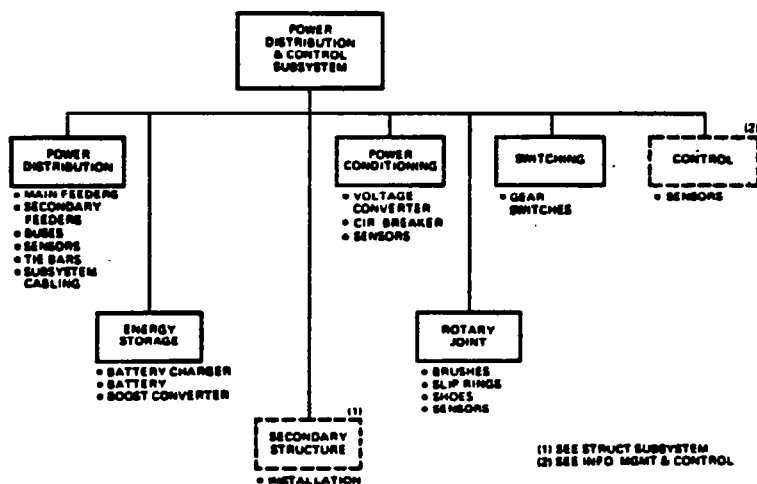 POWER
DISTRIBUTION
& CONTROL
SUBSYSTEM
POWER
DISTRIBUTION
• MAIN FEEDERS
• SECONDARY
FEEDERS
• BUSES
• SENSORS
• TIE BARS
• SUBSYSTEM
CABLING
POWER
CONDITIONING
• VOLTAGE
CONVERTER
• CIR. BREAKER
• SENSORS
SWITCHING
• GEAR
SWITCHES
(2)
CONTROL
• SENSORS
ENERGY
STORAGE
• BATTERY CHARGER
• BATTERY
• BOOST CONVERTER
ROTARY
JOINT
• BRUSHES
• SLIP RINGS
• SHOES
• SENSORS
(1)
SECONDARY
STRUCTURE
• INSTALLATION
(1) SEE STRUCT SUBSYSTEM
(2) SEE INFO MGMT & CONTROL